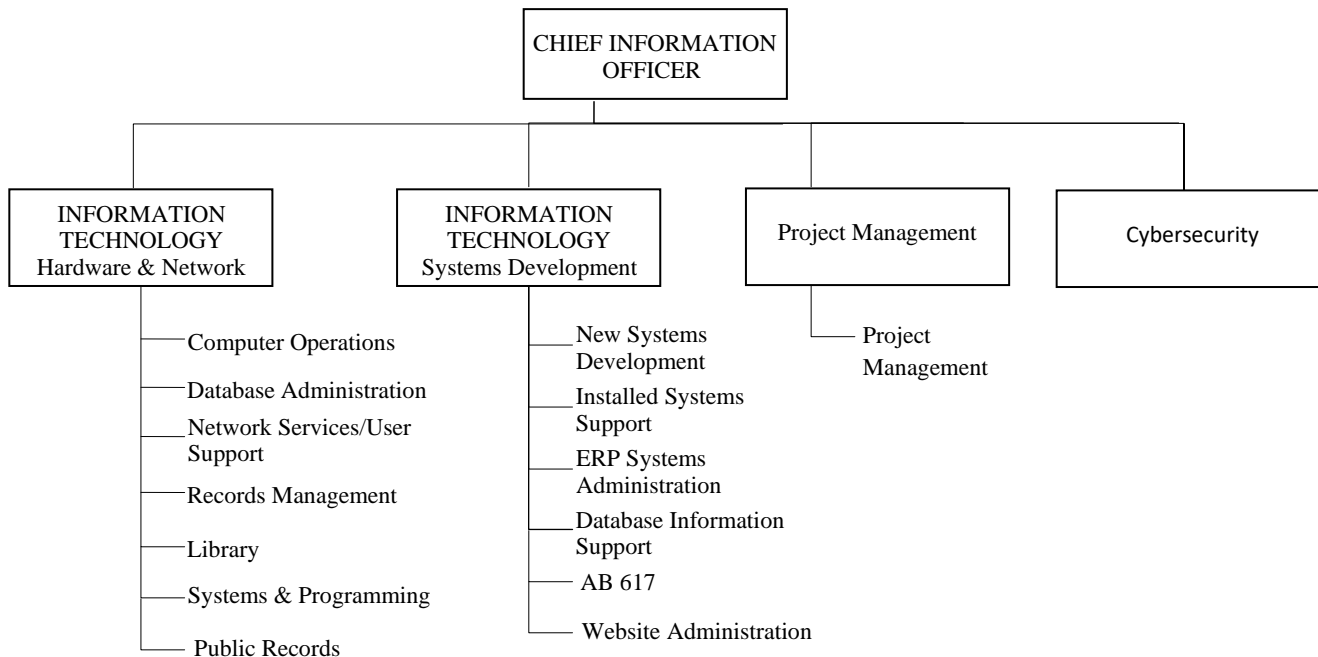 CHIEF INFORMATION
OFFICER
INFORMATION
TECHNOLOGY
Hardware & Network
INFORMATION
TECHNOLOGY
Systems Development
Project Management
Cybersecurity
Computer Operations
Database Administration
Network Services/User
Support
Records Management
Library
Systems & Programming
Public Records
New Systems
Development
Installed Systems
Support
ERP Systems
Administration
Database Information
Support
AB 617
Website Administration
Project
Management